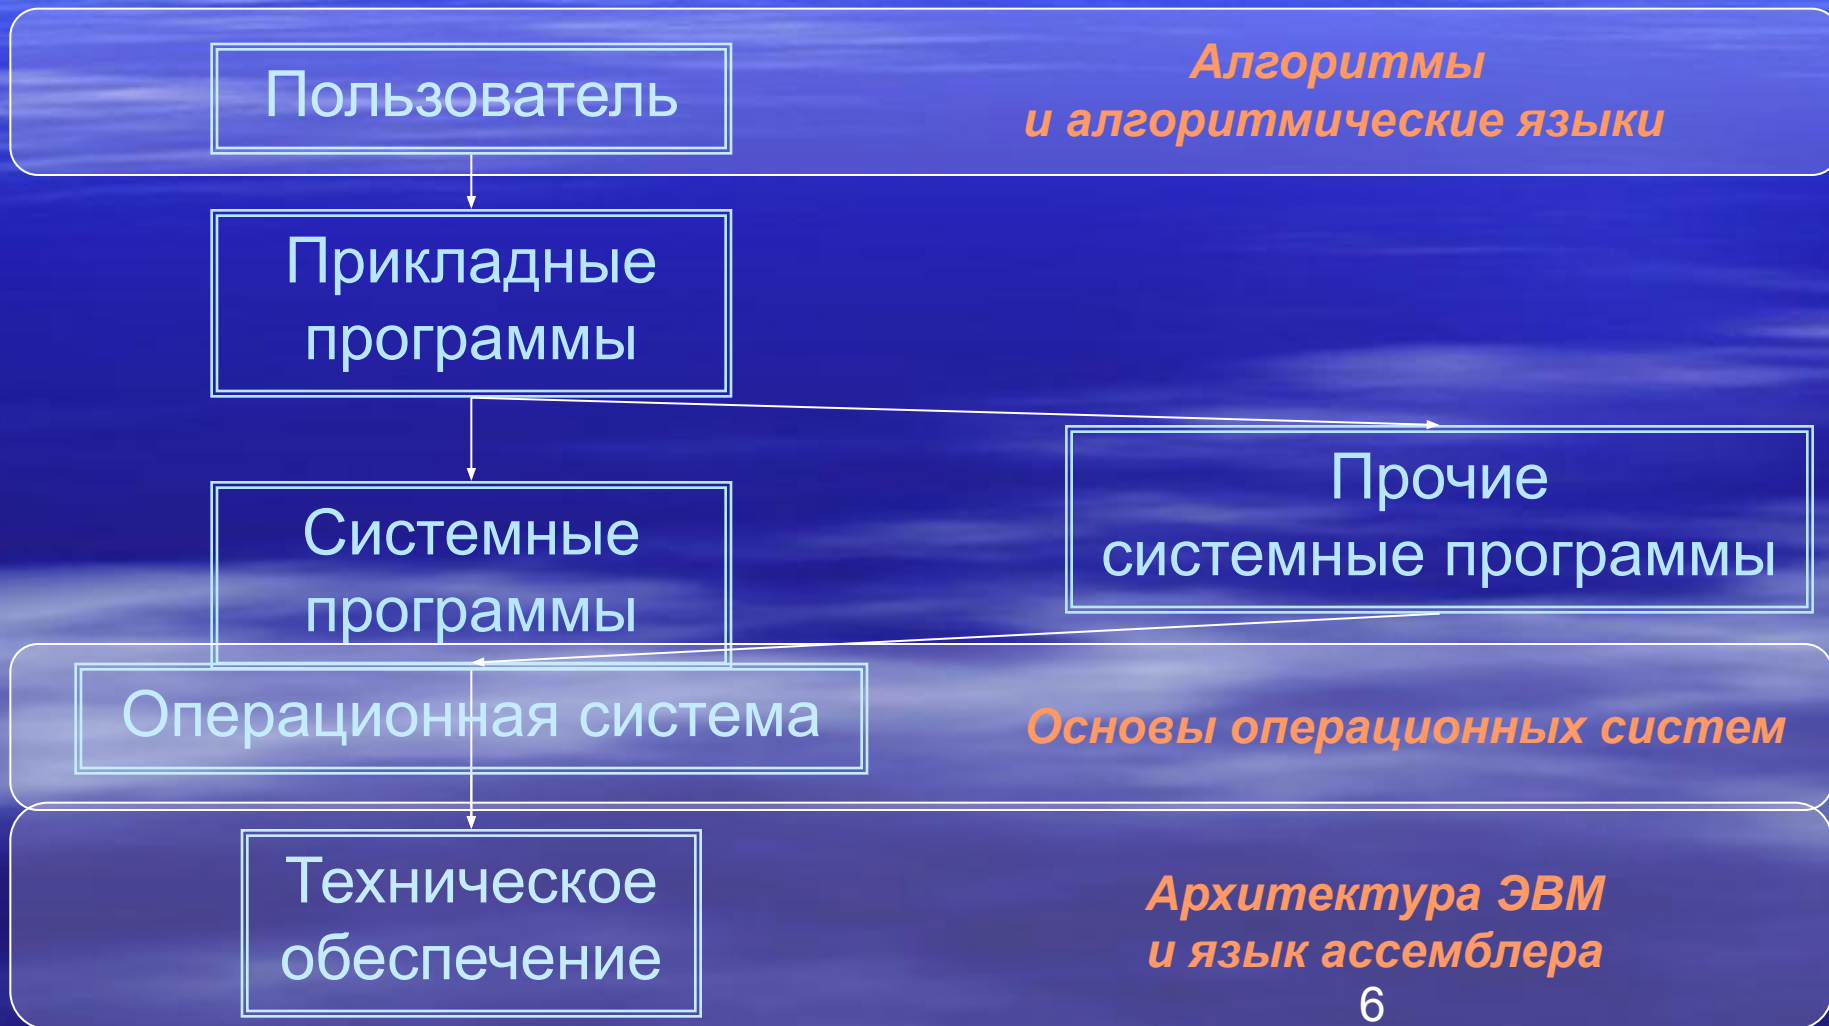 Пользователь
Алгоритмы
и алгоритмические языки
Прикладные
программы
Прочие
системные программы
Системные
программы
Операционная система
Основы операционных систем
Техническое
обеспечение
Архитектура ЭВМ
и язык ассемблера
6